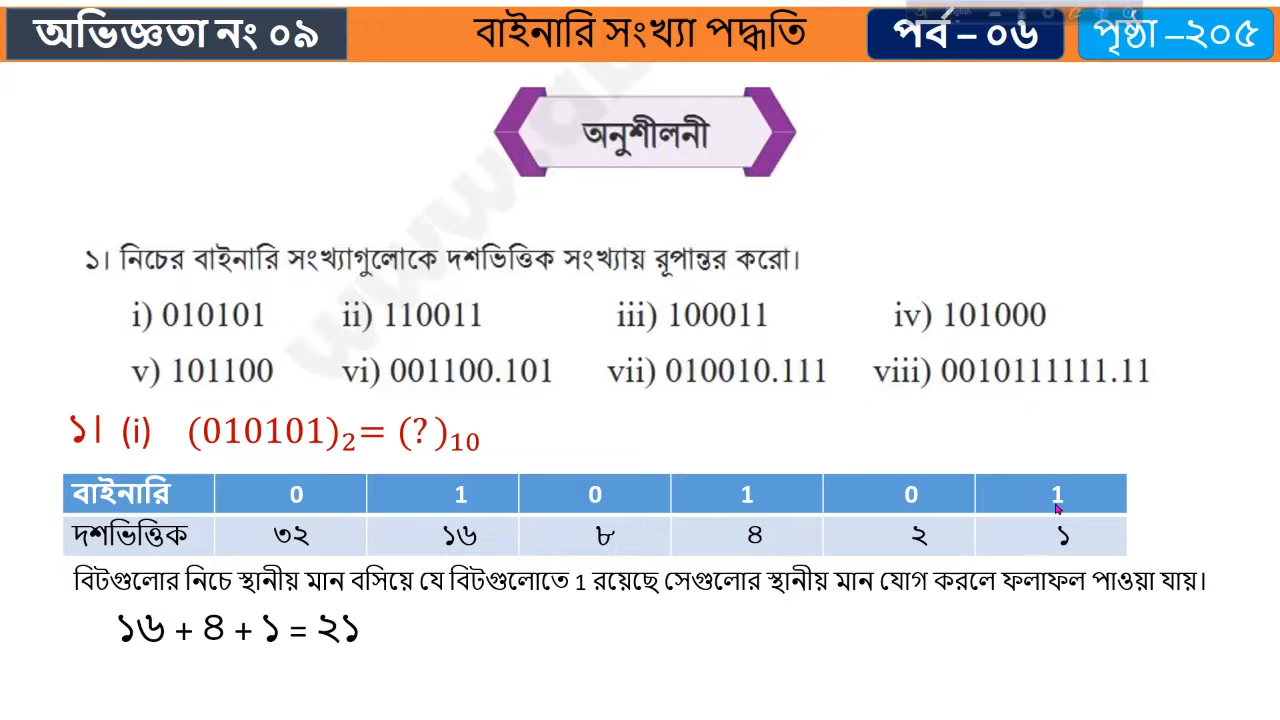 অভিজ্ঞতা নং ০৯ বাইনারি সংখ্যা পদ্ধতি পর্ব – ০৬ পৃষ্ঠা –২০৫
অনুশীলনী
১। নিচের বাইনারি সংখ্যাগুলোকে দশভিত্তিক সংখ্যায় রূপান্তর করো।
i) 010101 ii) 110011 iii) 100011 iv) 101000
v) 101100 vi) 001100.101 vii) 010010.111 viii) 0010111111.11
১। (i) (010101)₂= (? )₁₀
বাইনারি 0 1 0 1 0 1
দশভিত্তিক ৩২ ১৬ ৮ ৪ ২ ১
বিটগুলোর নিচে স্থানীয় মান বসিয়ে যে বিটগুলোতে 1 রয়েছে সেগুলোর স্থানীয় মান যোগ করলে ফলাফল পাওয়া যায়।
১৬ + ৪ + ১ = ২১